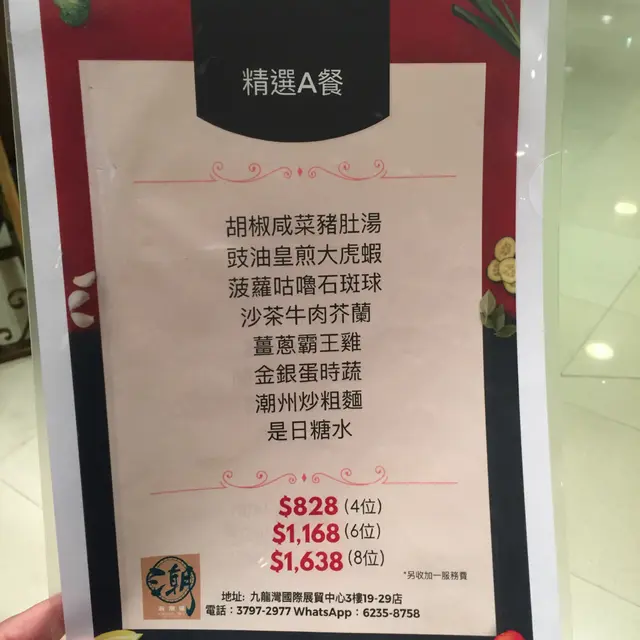 精選A餐
胡椒咸菜豬肚湯
豉油皇煎大虎蝦
菠蘿咕嚕石斑球
沙茶牛肉芥蘭
薑蔥霸王雞
金銀蛋時蔬
潮州炒粗麵
是日糖水
$828 (4位)
$1,168 (6位)
$1,638 (8位)
*另收加一服務費
潮
地址: 九龍灣國際展貿中心3樓19-29店
電話：3797-2977 WhatsApp：6235-8758